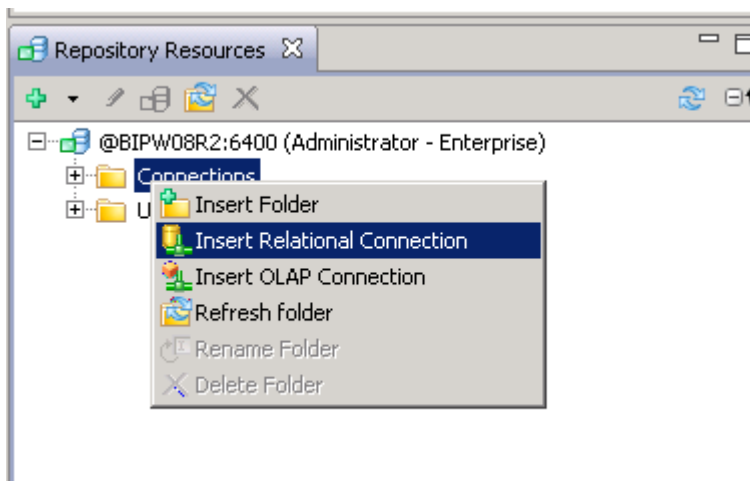 Repository Resources
@BIPW08R2:6400 (Administrator - Enterprise)
Connections
U
Insert Folder
Insert Relational Connection
Insert OLAP Connection
Refresh folder
Rename Folder
Delete Folder